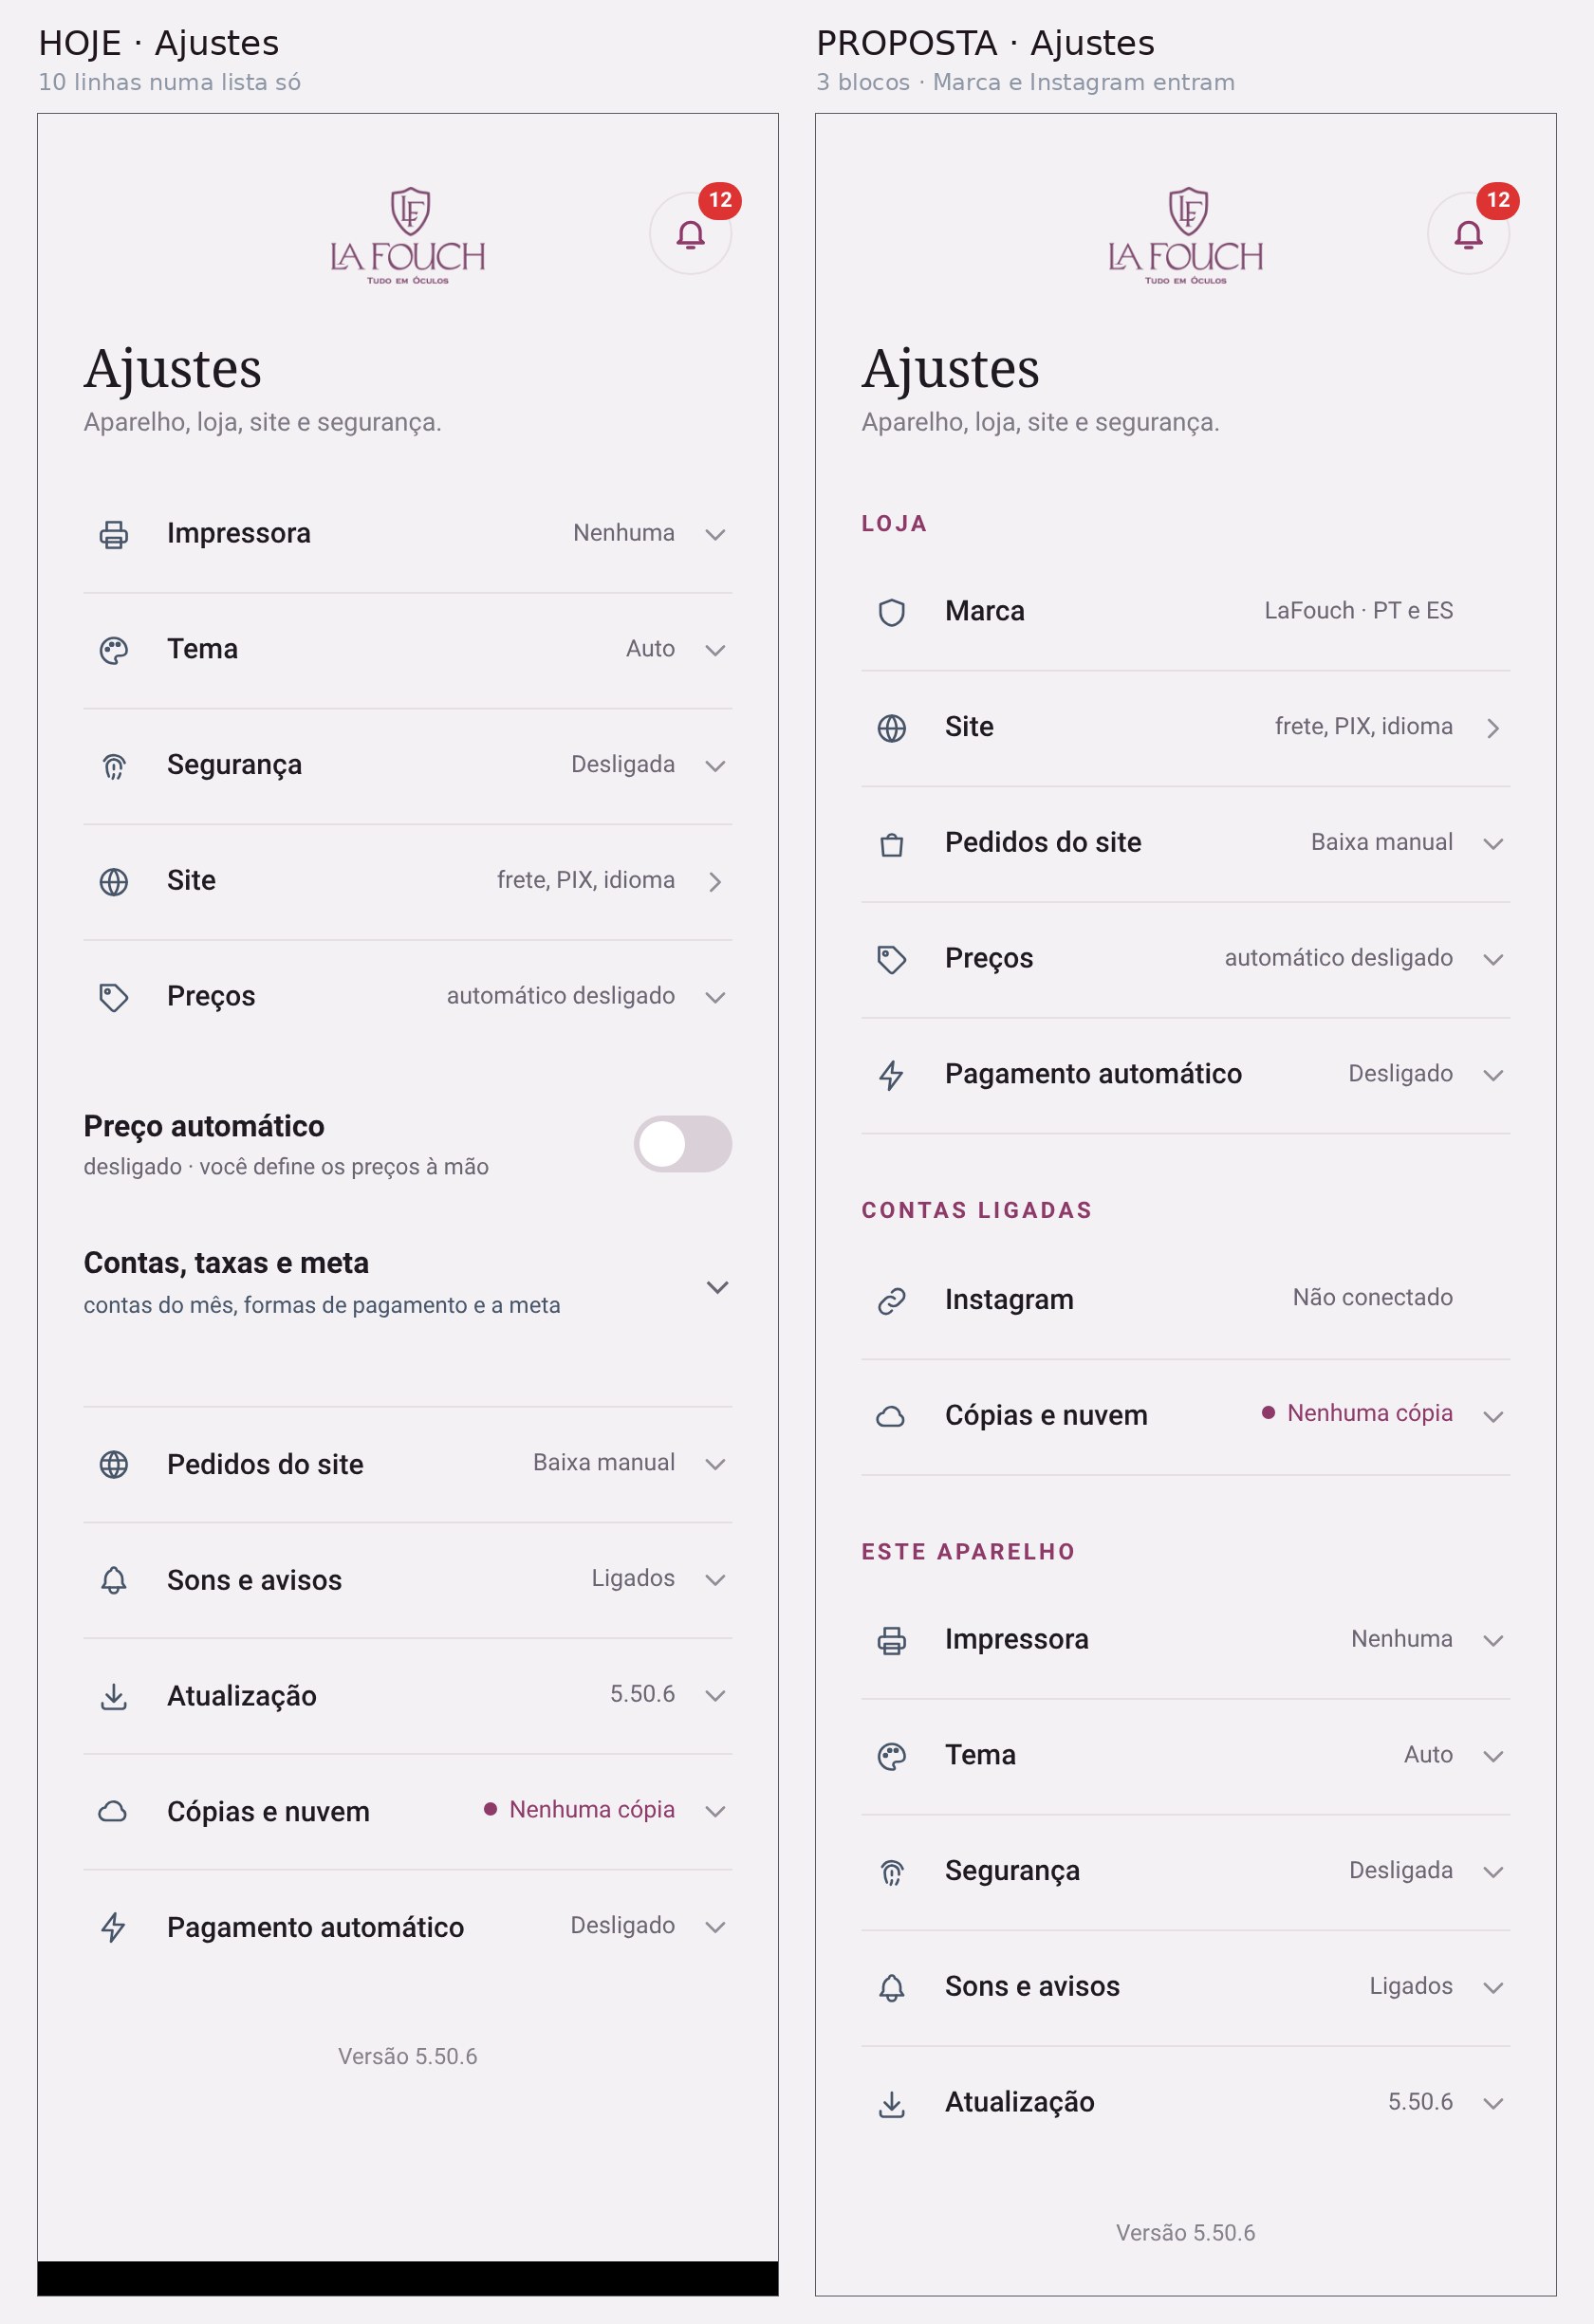 HOJE · Ajustes
10 linhas numa lista só
12
LF
LA FOUCH
TUDO EM ÓCULOS
Ajustes
Aparelho, loja, site e segurança.
Impressora Nenhuma
Tema Auto
Segurança Desligada
Site frete, PIX, idioma
Preços automático desligado
Preço automático
desligado · você define os preços à mão
Contas, taxas e meta
contas do mês, formas de pagamento e a meta
Pedidos do site Baixa manual
Sons e avisos Ligados
Atualização 5.50.6
Cópias e nuvem Nenhuma cópia
Pagamento automático Desligado
Versão 5.50.6
PROPOSTA · Ajustes
3 blocos · Marca e Instagram entram
12
LF
LA FOUCH
TUDO EM ÓCULOS
Ajustes
Aparelho, loja, site e segurança.
LOJA
Marca LaFouch · PT e ES
Site frete, PIX, idioma
Pedidos do site Baixa manual
Preços automático desligado
Pagamento automático Desligado
CONTAS LIGADAS
Instagram Não conectado
Cópias e nuvem Nenhuma cópia
ESTE APARELHO
Impressora Nenhuma
Tema Auto
Segurança Desligada
Sons e avisos Ligados
Atualização 5.50.6
Versão 5.50.6